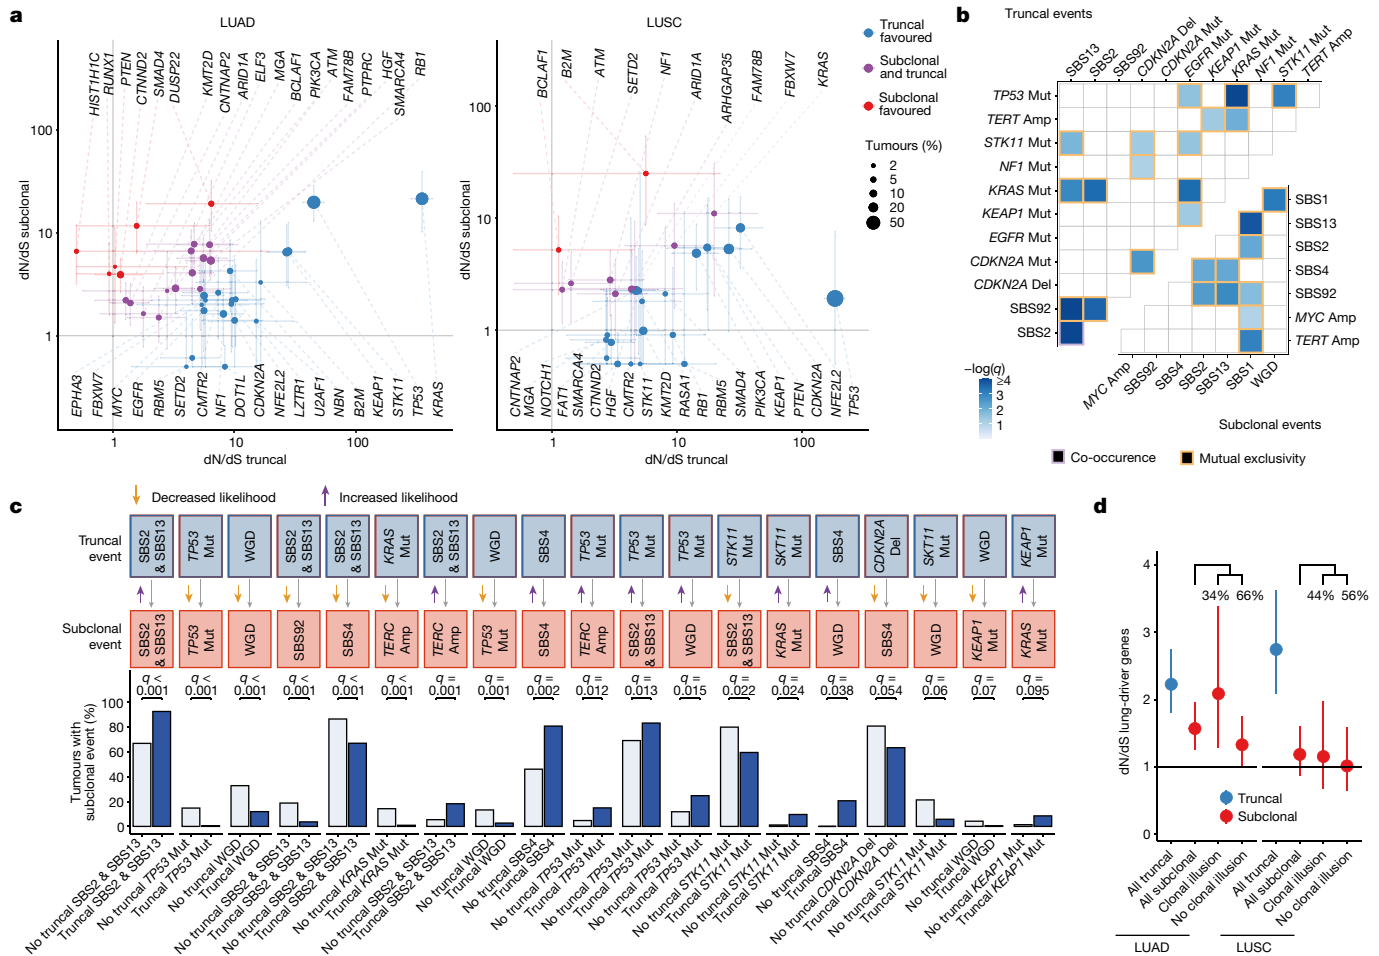 a
LUAD
LUSC
HIST1H1C
RUNX1
PTEN
CTNND2
SMAD4
DUSP22
KMT2D
CNTNAP2
ARID1A
ELF3
MGA
BCLAF1
PIK3CA
ATM
FAM78B
PTPRC
HGF
SMARCA4
RB1
BCLAF1
B2M
ATM
SETD2
NF1
ARID1A
ARHGAP35
FAM78B
FBXW7
KRAS
dN/dS subclonal
100
10
1
EPHA3
FBXW7
MYC
EGFR
RBM5
SETD2
CMTR2
NF1
DOT1L
CDKN2A
NFE2L2
LZTR1
U2AF1
NBN
B2M
KEAP1
STK11
TP53
KRAS
1
10
100
dN/dS truncal
dN/dS subclonal
100
10
1
CNTNAP2
MGA
NOTCH1
FAT1
SMARCA4
CTNND2
HGF
CMTR2
STK11
KMT2D
RASA1
RB1
RBM5
SMAD4
PIK3CA
KEAP1
PTEN
CDKN2A
NFE2L2
TP53
1
10
100
dN/dS truncal
Truncal
favoured
Subclonal
and truncal
Subclonal
favoured
Tumours (%)
2
5
10
20
50
b
Truncal events
SBS13
SBS2
SBS92
CDKN2A Del
CDKN2A Mut
EGFR Mut
KEAP1 Mut
KRAS Mut
NF1 Mut
STK11 Mut
TERT Amp
TP53 Mut
TERT Amp
STK11 Mut
NF1 Mut
KRAS Mut
KEAP1 Mut
EGFR Mut
CDKN2A Mut
CDKN2A Del
SBS92
SBS2
SBS1
SBS13
SBS2
SBS4
SBS92
MYC Amp
TERT Amp
MYC Amp
SBS92
SBS4
SBS2
SBS13
SBS1
WGD
Subclonal events
−log(q)
≥4
3
2
1
Co-occurence
Mutual exclusivity
c
Decreased likelihood
Increased likelihood
Truncal
event
SBS2
& SBS13
TP53
Mut
WGD
SBS2
& SBS13
SBS2
& SBS13
KRAS
Mut
SBS2
& SBS13
WGD
SBS4
TP53
Mut
TP53
Mut
TP53
Mut
STK11
Mut
SKT11
Mut
SBS4
CDKN2A
Del
SKT11
Mut
WGD
KEAP1
Mut
Subclonal
event
SBS2
& SBS13
TP53
Mut
WGD
SBS92
SBS4
TERC
Amp
TERC
Amp
TP53
Mut
SBS4
TERC
Amp
SBS2
& SBS13
WGD
SBS2
& SBS13
KRAS
Mut
WGD
SBS4
WGD
KEAP1
Mut
KRAS
Mut
q <
0.001
q <
0.001
q <
0.001
q <
0.001
q <
0.001
q <
0.001
q =
0.001
q =
0.001
q =
0.002
q =
0.012
q =
0.013
q =
0.015
q =
0.022
q =
0.024
q =
0.038
q =
0.054
q =
0.06
q =
0.07
q =
0.095
Tumours with
subclonal event (%)
100
80
60
40
20
0
No truncal SBS2 & SBS13
Truncal SBS2 & SBS13
No truncal TP53 Mut
Truncal TP53 Mut
No truncal WGD
Truncal WGD
No truncal SBS2 & SBS13
Truncal SBS2 & SBS13
No truncal SBS2 & SBS13
Truncal SBS2 & SBS13
No truncal KRAS Mut
Truncal KRAS Mut
No truncal SBS2 & SBS13
Truncal SBS2 & SBS13
No truncal WGD
Truncal WGD
No truncal SBS4
Truncal SBS4
No truncal TP53 Mut
Truncal TP53 Mut
No truncal TP53 Mut
Truncal TP53 Mut
No truncal TP53 Mut
Truncal TP53 Mut
No truncal STK11 Mut
Truncal STK11 Mut
No truncal STK11 Mut
Truncal STK11 Mut
No truncal SBS4
Truncal SBS4
No truncal CDKN2A Del
Truncal CDKN2A Del
No truncal STK11 Mut
Truncal STK11 Mut
No truncal WGD
Truncal WGD
No truncal KEAP1 Mut
Truncal KEAP1 Mut
d
dN/dS lung-driver genes
4
3
2
1
0
34%
66%
44%
56%
Truncal
Subclonal
All truncal
All subclonal
Clonal illusion
No clonal illusion
All truncal
All subclonal
Clonal illusion
No clonal illusion
LUAD
LUSC